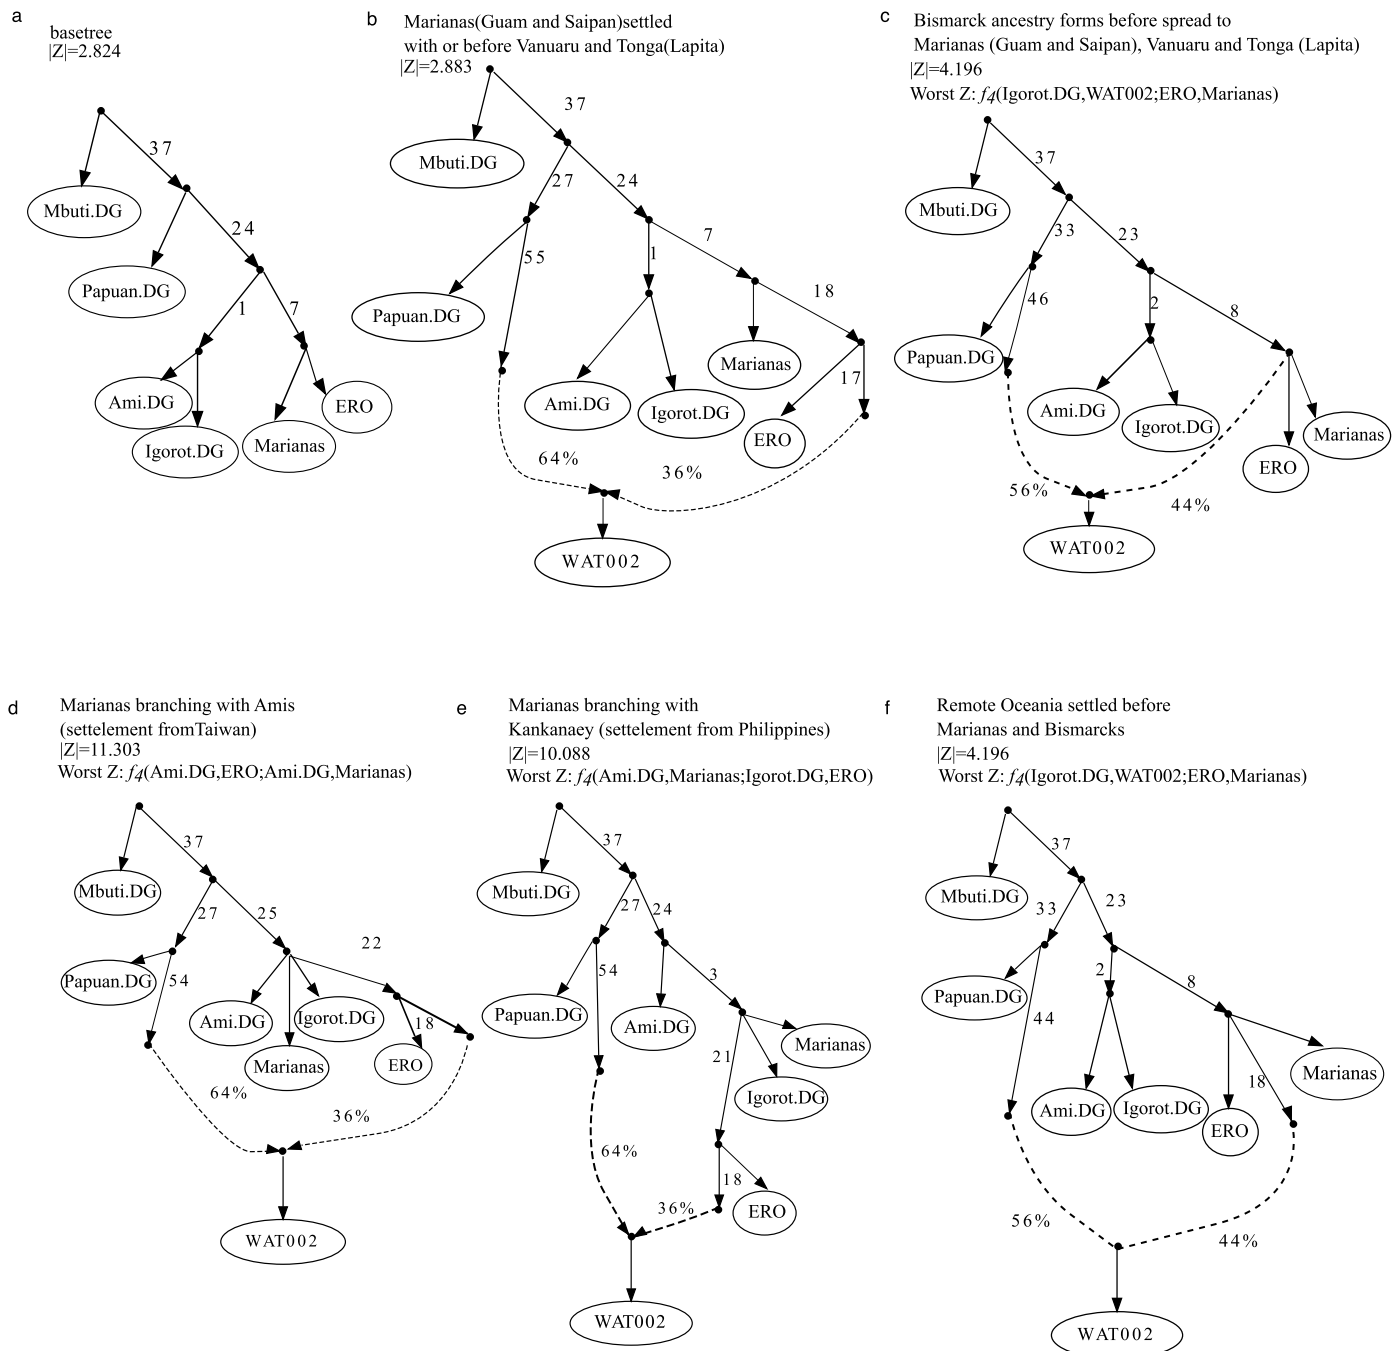 a
basetree
|Z|=2.824
37
Mbuti.DG
24
Papuan.DG
1
7
Ami.DG
ERO
Igorot.DG
Marianas
b
Marianas(Guam and Saipan)settled
with or before Vanuaru and Tonga(Lapita)
|Z|=2.883
37
Mbuti.DG
27
24
7
55
1
18
Papuan.DG
Marianas
17
Ami.DG
Igorot.DG
ERO
64%
36%
WAT002
c
Bismarck ancestry forms before spread to
Marianas (Guam and Saipan), Vanuaru and Tonga (Lapita)
|Z|=4.196
Worst Z: f4(Igorot.DG,WAT002;ERO,Marianas)
37
Mbuti.DG
33
23
46
2
8
Papuan.DG
Ami.DG
Igorot.DG
Marianas
ERO
56%
44%
WAT002
d
Marianas branching with Amis
(settelement fromTaiwan)
|Z|=11.303
Worst Z: f4(Ami.DG,ERO;Ami.DG,Marianas)
37
Mbuti.DG
27
25
22
Papuan.DG
54
Ami.DG
Igorot.DG
18
Marianas
ERO
64%
36%
WAT002
e
Marianas branching with
Kankanaey (settelement from Philippines)
|Z|=10.088
Worst Z: f4(Ami.DG,Marianas;Igorot.DG,ERO)
37
Mbuti.DG
27
24
54
3
Papuan.DG
Ami.DG
Marianas
21
Igorot.DG
64%
18
36%
ERO
WAT002
f
Remote Oceania settled before
Marianas and Bismarcks
|Z|=4.196
Worst Z: f4(Igorot.DG,WAT002;ERO,Marianas)
37
Mbuti.DG
33
23
2
8
Papuan.DG
44
18
Marianas
Ami.DG
Igorot.DG
ERO
56%
44%
WAT002